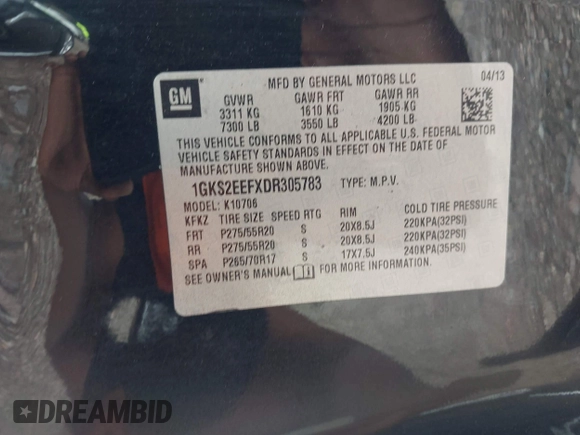 GM
MFD BY GENERAL MOTORS LLC 04/13
GVWR GAWR FRT GAWR RR
3311 KG 1610 KG 1905 KG
7300 LB 3550 LB 4200 LB
THIS VEHICLE CONFORMS TO ALL APPLICABLE U.S. FEDERAL MOTOR
VEHICLE SAFETY STANDARDS IN EFFECT ON THE DATE OF
MANUFACTURE SHOWN ABOVE.
1GKS2EEFXDR305783 TYPE: M.P.V.
MODEL: K10706
KFKZ TIRE SIZE SPEED RTG RIM COLD TIRE PRESSURE
FRT P275/55R20 S 20X8.5J 220KPA(32PSI)
RR P275/55R20 S 20X8.5J 220KPA(32PSI)
SPA P265/70R17 S 17X7.5J 240KPA(35PSI)
SEE OWNER'S MANUAL FOR MORE INFORMATION.
DREAMBID